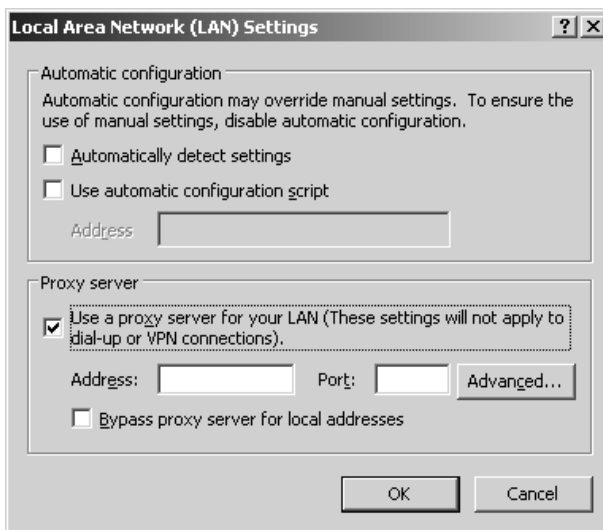 Local Area Network (LAN) Settings
Automatic configuration
Automatic configuration may override manual settings. To ensure the
use of manual settings, disable automatic configuration.
Automatically detect settings
Use automatic configuration script
Address
Proxy server
Use a proxy server for your LAN (These settings will not apply to
dial-up or VPN connections).
Address: Port: Advanced...
Bypass proxy server for local addresses
OK Cancel